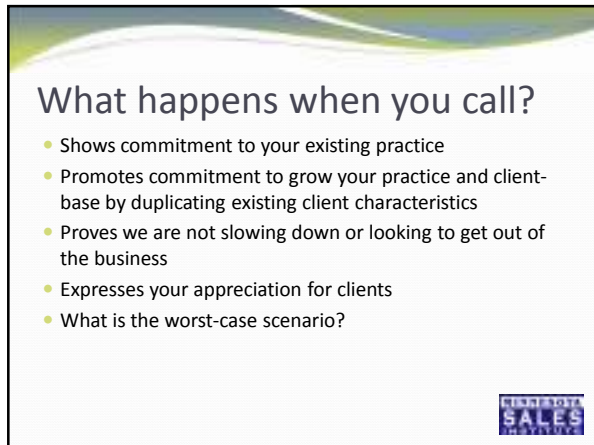 What happens when you call?
• Shows commitment to your existing practice
• Promotes commitment to grow your practice and client-
base by duplicating existing client characteristics
• Proves we are not slowing down or looking to get out of
the business
• Expresses your appreciation for clients
• What is the worst-case scenario?
SALES
INSTITUTE